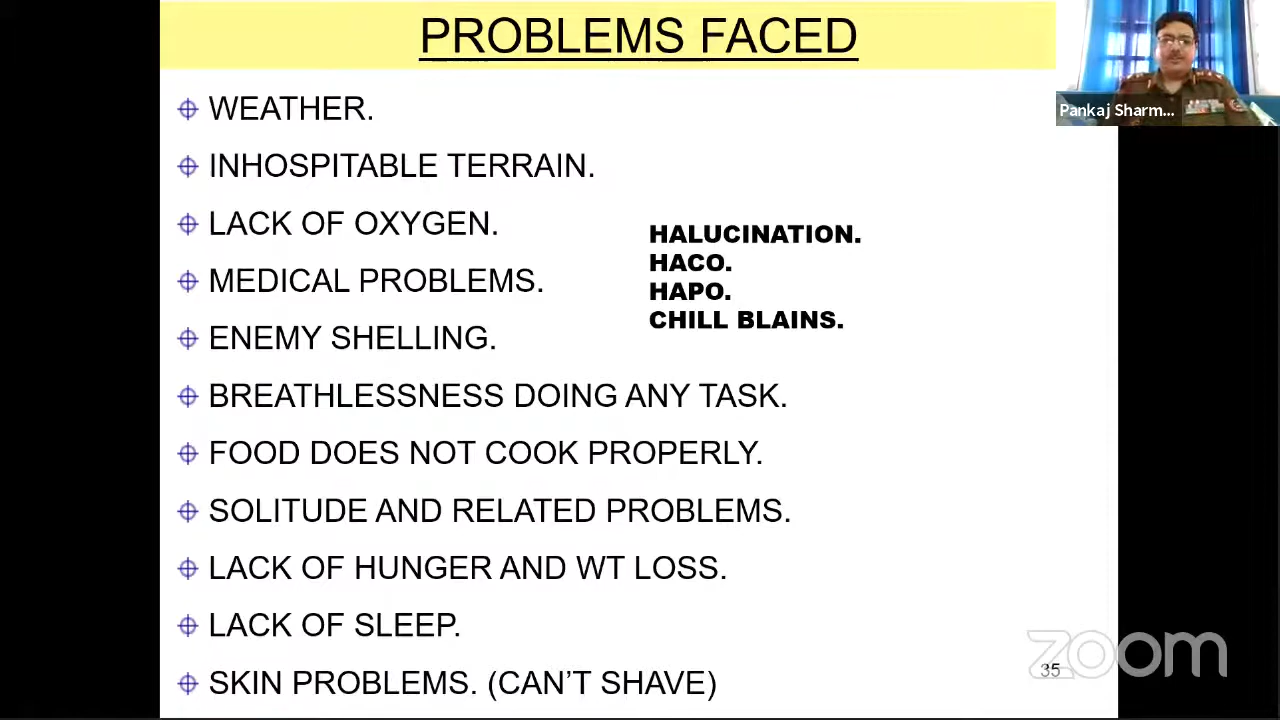 PROBLEMS FACED
Pankaj Sharm...
WEATHER.
INHOSPITABLE TERRAIN.
LACK OF OXYGEN.
MEDICAL PROBLEMS.
HALUCINATION.
HACO.
HAPO.
CHILL BLAINS.
ENEMY SHELLING.
BREATHLESSNESS DOING ANY TASK.
FOOD DOES NOT COOK PROPERLY.
SOLITUDE AND RELATED PROBLEMS.
LACK OF HUNGER AND WT LOSS.
LACK OF SLEEP.
SKIN PROBLEMS. (CAN'T SHAVE)
35
zoom